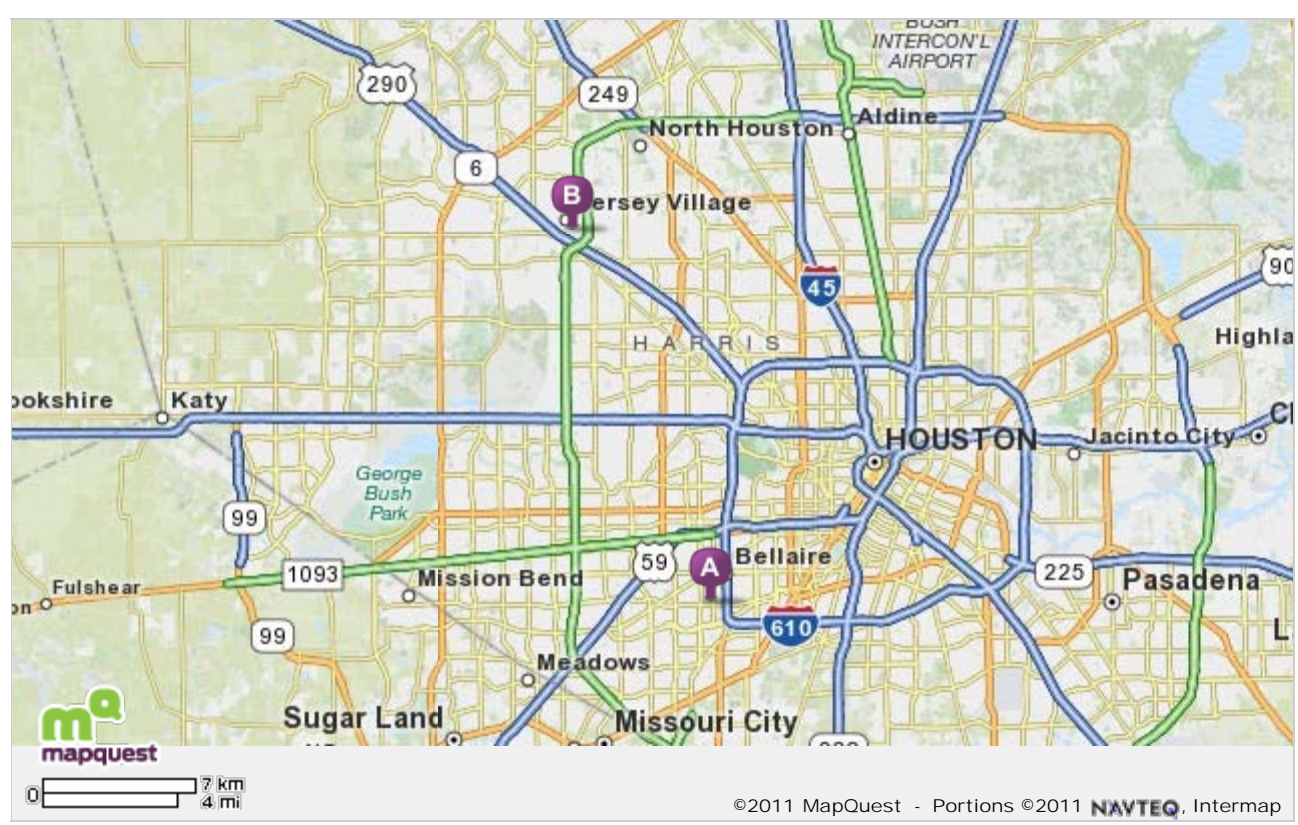 BUSH
INTERCON'L
AIRPORT
290
249
Aldine
North Houston
6
B
ersey Village
90
45
HARRIS
Highla
ookshire
Katy
HOUSTON
Jacinto City
George
Bush
Park
99
59
A
Bellaire
1093
Mission Bend
225
Pasadena
Fulshear
on
99
610
Meadows
Sugar Land
Missouri City
mapquest
0
7 km
4 mi
©2011 MapQuest - Portions ©2011 NAVTEQ, Intermap